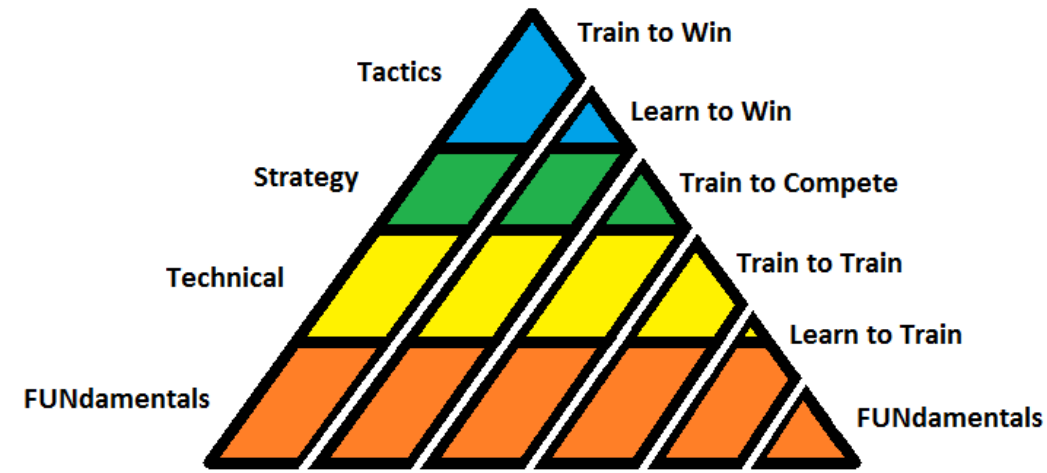 Train to Win
Tactics
Learn to Win
Strategy
Train to Compete
Technical
Train to Train
Learn to Train
FUNdamentals
FUNdamentals